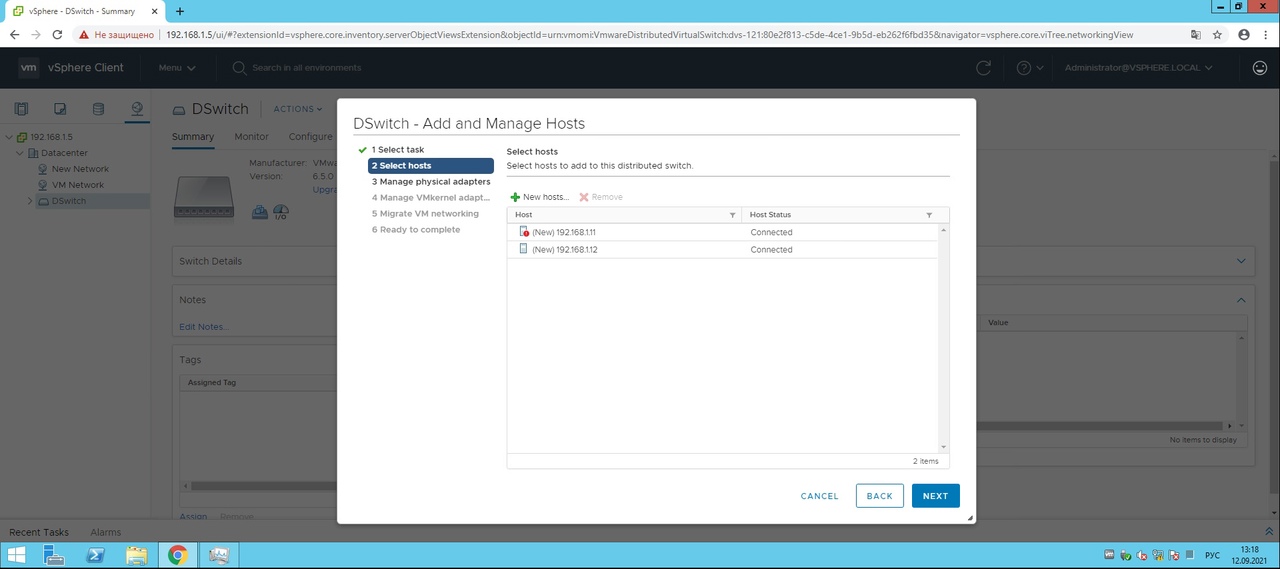 vSphere - DSwitch - Summary
Не защищено
192.168.1.5/ui/#?extensionId=vsphere.core.inventory.serverObjectViewsExtension&objectId=urn:vmomi:VmwareDistributedVirtualSwitch:dvs-121:80e2f813-c5de-4ce1-9b5d-eb262f6fbd35&navigator=vsphere.core.viTree.networkingView
vm vSphere Client
Menu
Search in all environments
Administrator@VSPHERE.LOCAL
192.168.1.5
Datacenter
New Network
VM Network
DSwitch
DSwitch
ACTIONS
Summary Monitor Configure
Manufacturer: VMwa
Version: 6.5.0
Upgra
I/O
Switch Details
Notes
Edit Notes...
Tags
Assigned Tag
Assign... Remove...
Value
No items to display
DSwitch - Add and Manage Hosts
1 Select task
2 Select hosts
3 Manage physical adapters
4 Manage VMkernel adapt...
5 Migrate VM networking
6 Ready to complete
Select hosts
Select hosts to add to this distributed switch.
New hosts... Remove
Host Host Status
(New) 192.168.1.11 Connected
(New) 192.168.1.12 Connected
2 items
CANCEL BACK NEXT
Recent Tasks Alarms
РУС
13:18
12.09.2021